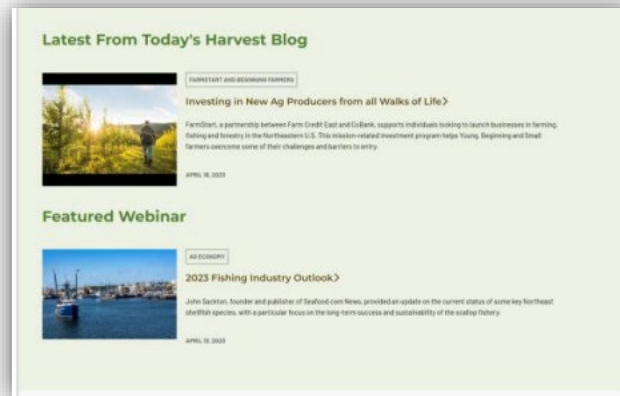 Latest From Today's Harvest Blog
FARMSTART AND BEGINNING FARMERS
Investing in New Ag Producers from all Walks of Life>
FarmStart, a partnership between Farm Credit East and CoBank, supports individuals looking to launch businesses in farming,
fishing and forestry in the Northeastern U.S. This mission-related investment program helps Young, Beginning and Small
farmers overcome some of their challenges and barriers to entry.
APRIL 18, 2023
Featured Webinar
AG ECONOMY
2023 Fishing Industry Outlook>
John Sackton, founder and publisher of Seafood.com News, provided an update on the current status of some key Northeast
shellfish species, with a particular focus on the long-term success and sustainability of the scallop fishery.
APRIL 13, 2023